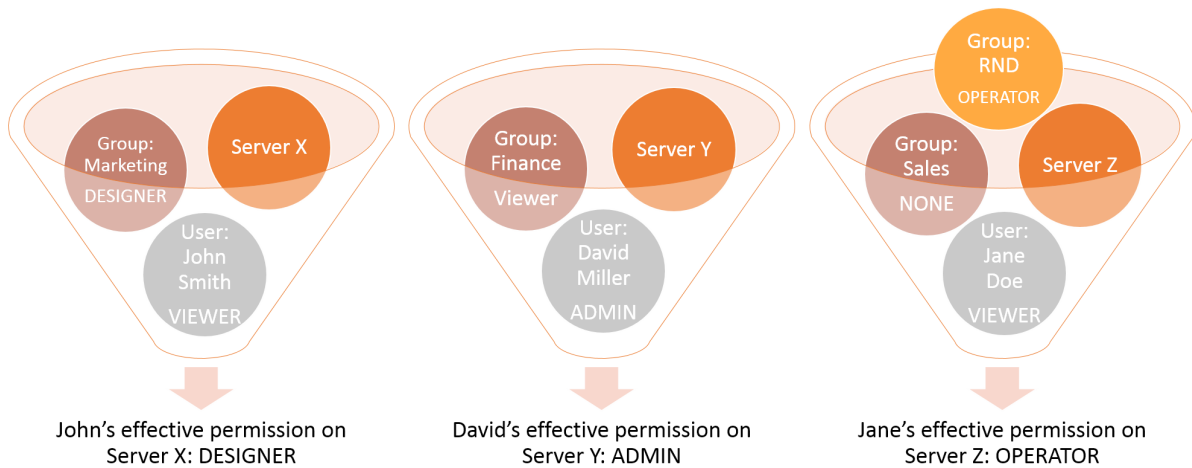 Group:
Marketing
DESIGNER
Server X
User:
John
Smith
VIEWER
John's effective permission on
Server X: DESIGNER
Group:
Finance
Viewer
Server Y
User:
David
Miller
ADMIN
David's effective permission on
Server Y: ADMIN
Group:
RND
OPERATOR
Group:
Sales
NONE
Server Z
User:
Jane
Doe
VIEWER
Jane's effective permission on
Server Z: OPERATOR